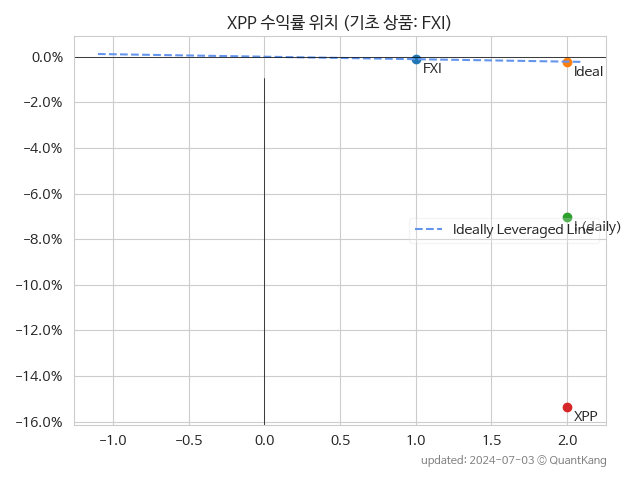 XPP 수익률 위치 (기초 상품: FXI)
0.0%
−2.0%
−4.0%
−6.0%
−8.0%
−10.0%
−12.0%
−14.0%
−16.0%
FXI
Ideal
(daily)
Ideally Leveraged Line
XPP
−1.0
−0.5
0.0
0.5
1.0
1.5
2.0
updated: 2024-07-03 © QuantKang